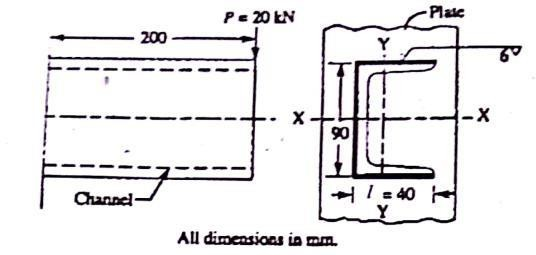 P = 20 kN
200
Channel
Plate
Y
6
X
X
90
l = 40
Y
All dimensions in mm.